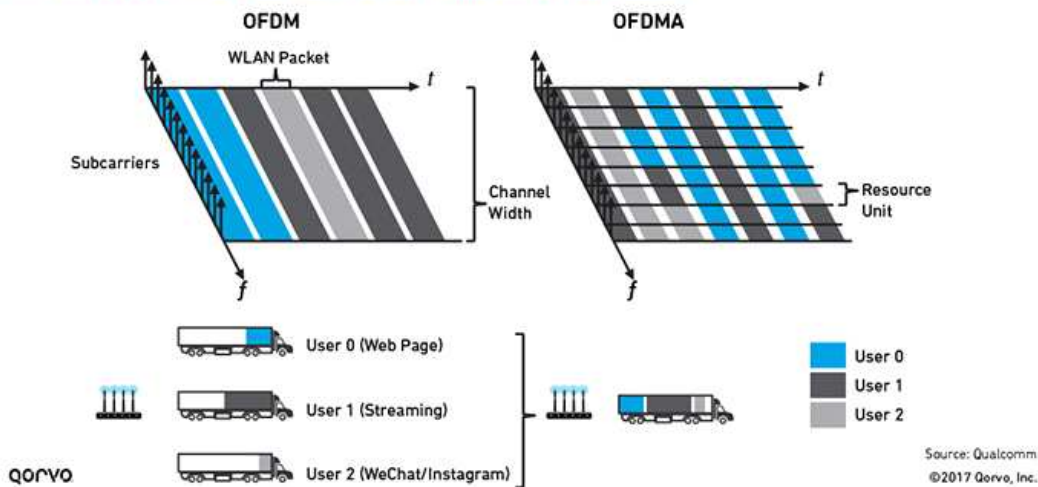 OFDM
OFDMA
WLAN Packet
t
t
Subcarriers
Channel
Width
Resource
Unit
f
f
User 0 (Web Page)
User 1 (Streaming)
User 2 (WeChat/Instagram)
User 0
User 1
User 2
Source: Qualcomm
QORVO
©2017 Qorvo, Inc.